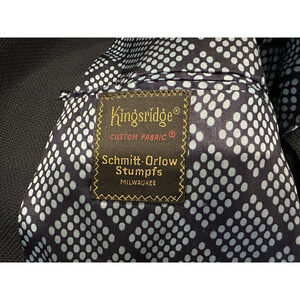 Kingsridge®
CUSTOM FABRIC®
Schmitt-Orlow
Stumpfs
MILWAUKEE